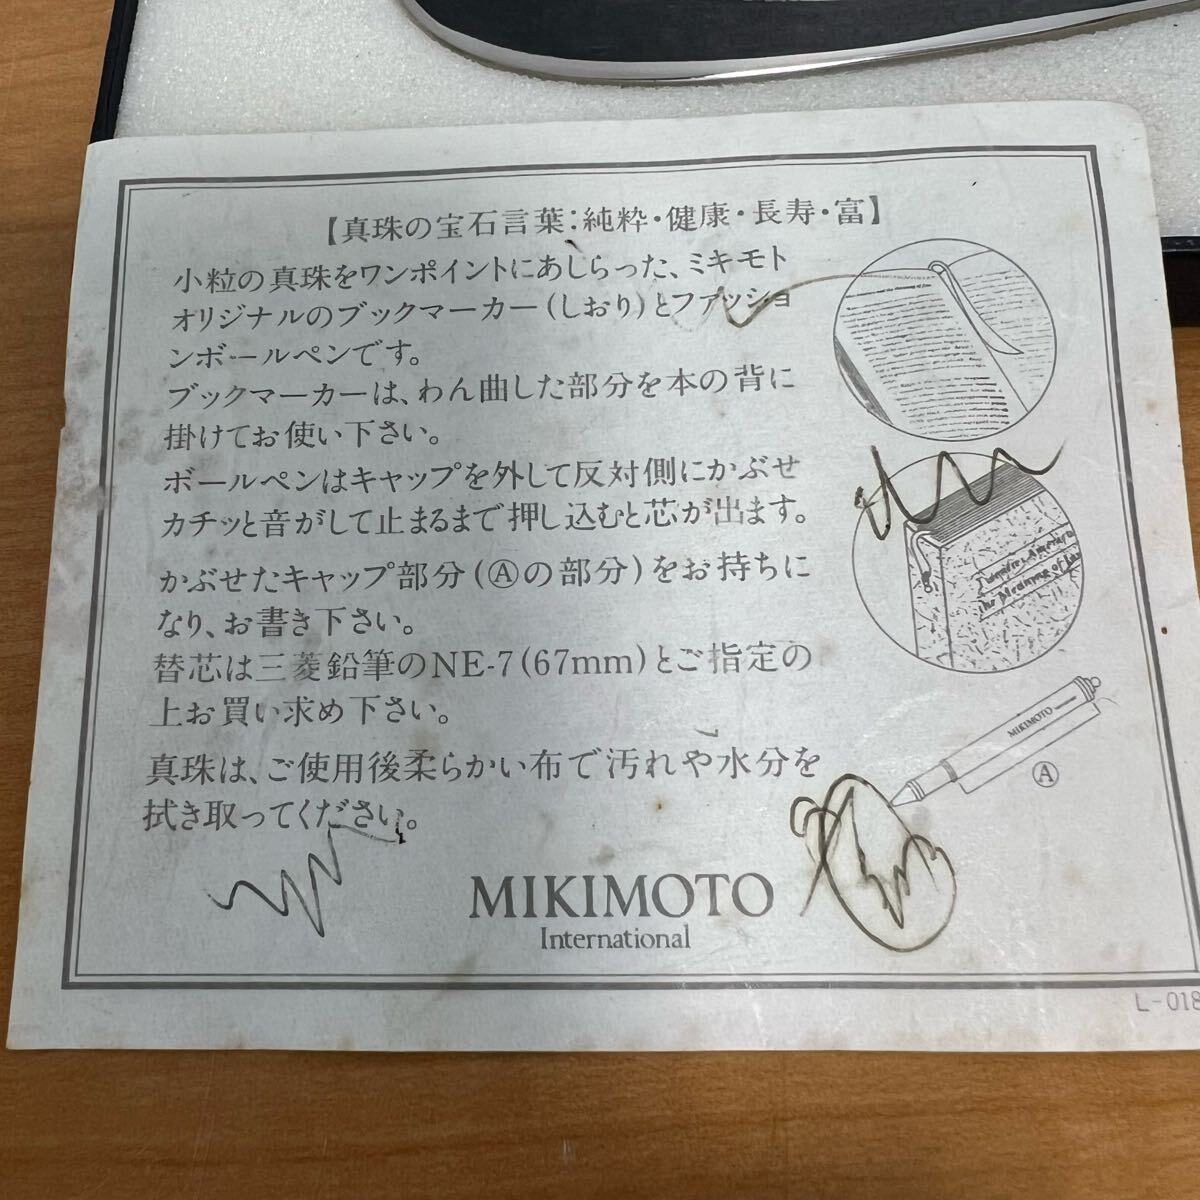 【真珠の宝石言葉:純粋・健康・長寿・富】
小粒の真珠をワンポイントにあしらった、ミキモト
オリジナルのブックマーカー(しおり)とファッショ
ンボールペンです。
ブックマーカーは、わん曲した部分を本の背に
掛けてお使い下さい。
ボールペンはキャップを外して反対側にかぶせ
カチッと音がして止まるまで押し込むと芯が出ます。
かぶせたキャップ部分(Ⓐの部分)をお持ちに
なり、お書き下さい。
替芯は三菱鉛筆のNE-7(67mm)とご指定の
上お買い求め下さい。
真珠は、ご使用後柔らかい布で汚れや水分を
拭き取ってください。
MIKIMOTO
Ⓐ
MIKIMOTO
International
L-018